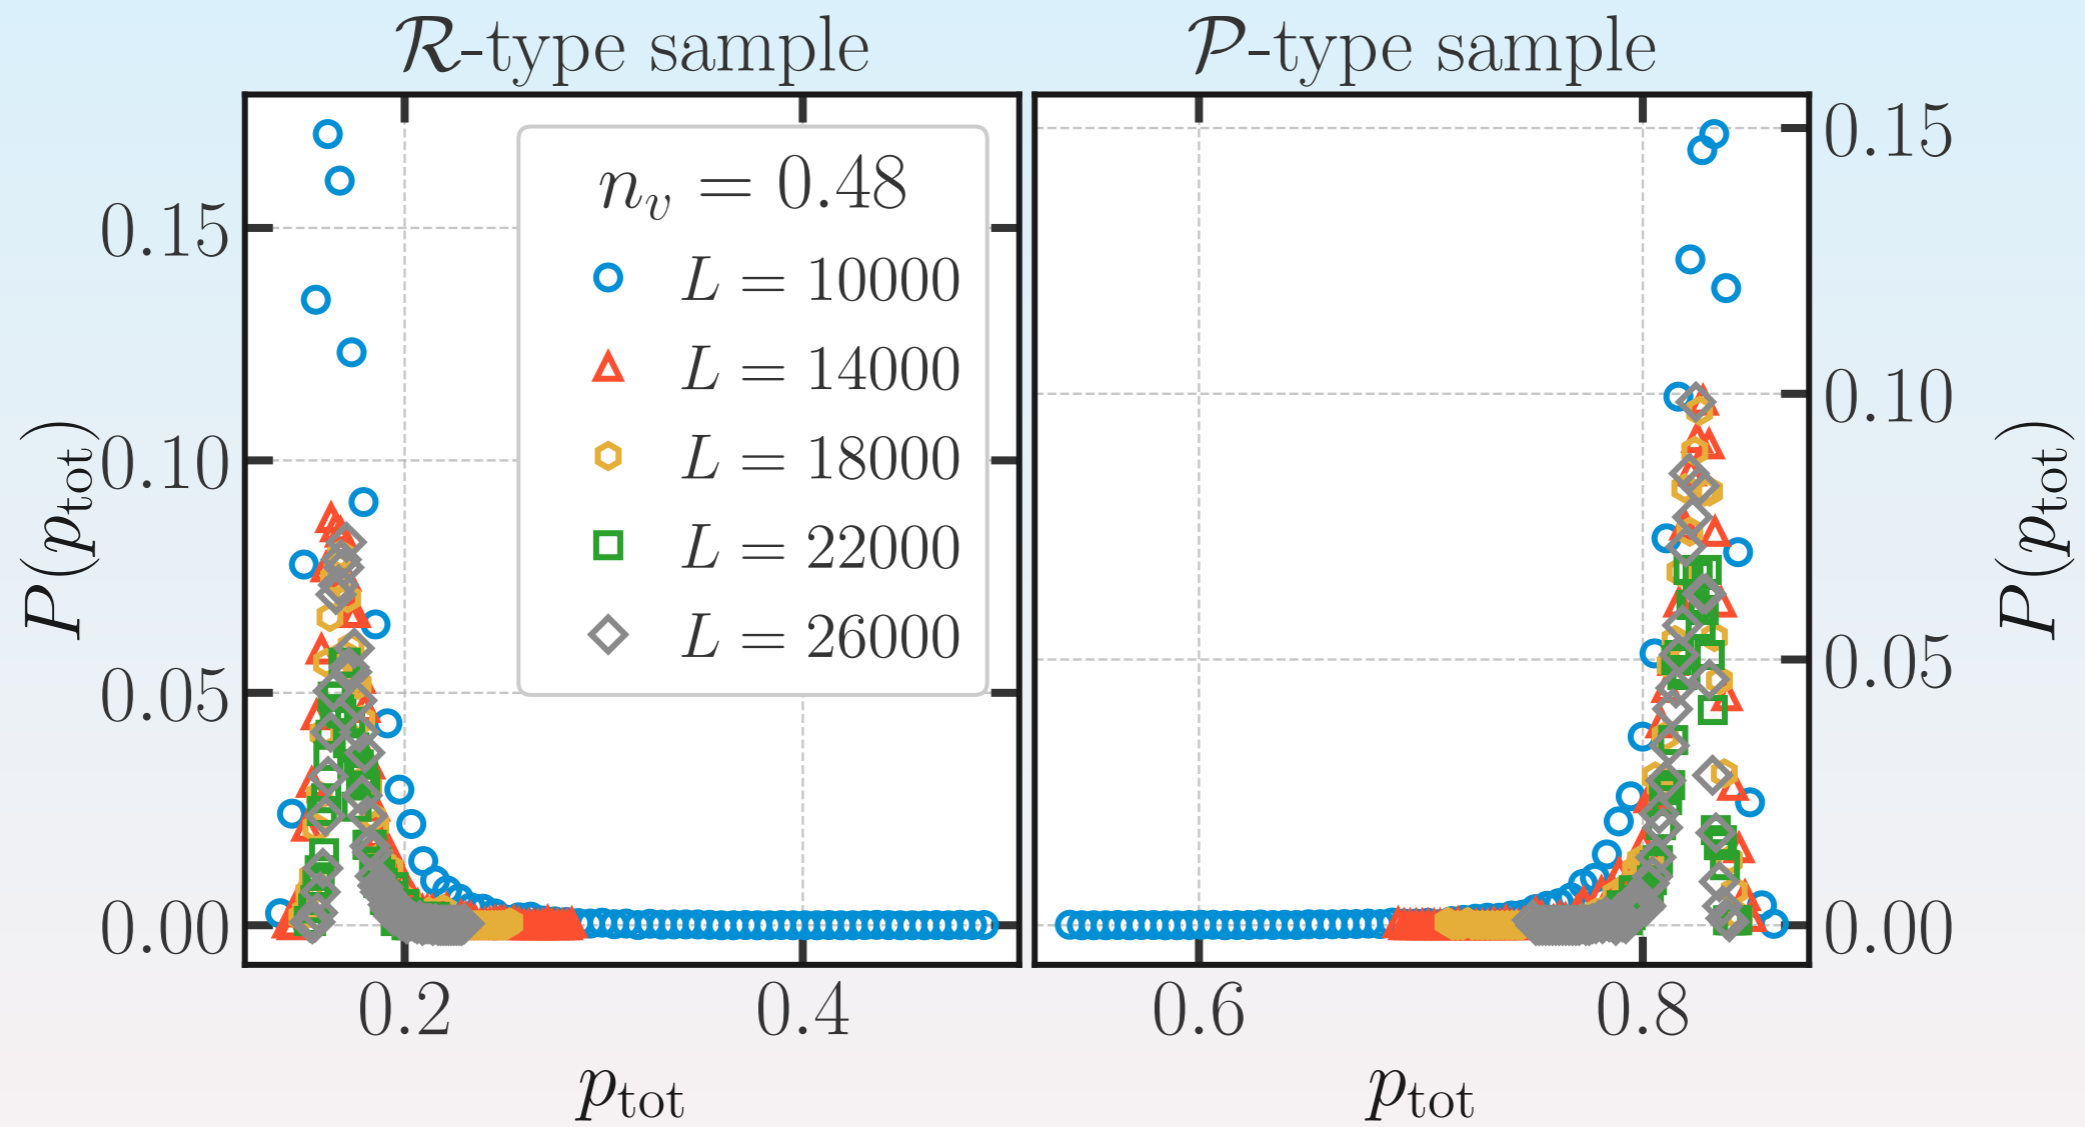 𝓡-type sample
𝓟-type sample
P(p_tot)
0.15
0.10
0.05
0.00
n_v = 0.48
L = 10000
L = 14000
L = 18000
L = 22000
L = 26000
0.2
0.4
p_tot
0.6
0.8
p_tot
0.15
0.10
0.05
0.00
P(p_tot)